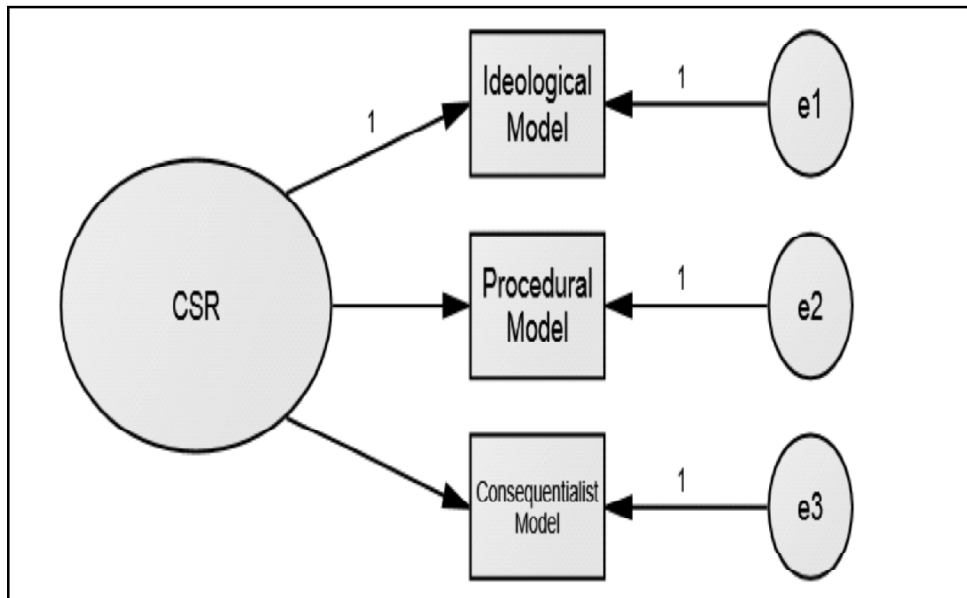 Ideological
Model
1
1
e1
CSR
Procedural
Model
1
e2
Consequentialist
Model
1
e3